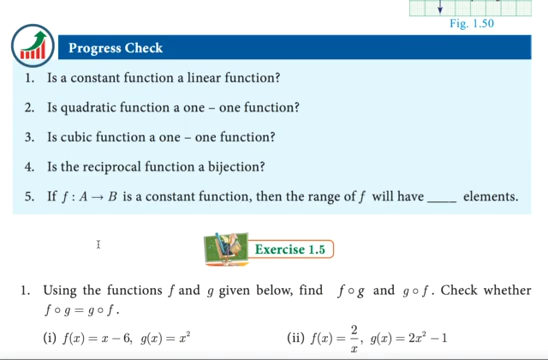 Fig. 1.50
Progress Check
1. Is a constant function a linear function?
2. Is quadratic function a one – one function?
3. Is cubic function a one – one function?
4. Is the reciprocal function a bijection?
5. If f : A → B is a constant function, then the range of f will have ____ elements.
Exercise 1.5
1. Using the functions f and g given below, find f ∘ g and g ∘ f . Check whether
f ∘ g = g ∘ f .
(i) f(x) = x − 6, g(x) = x² (ii) f(x) = 2/x, g(x) = 2x² − 1